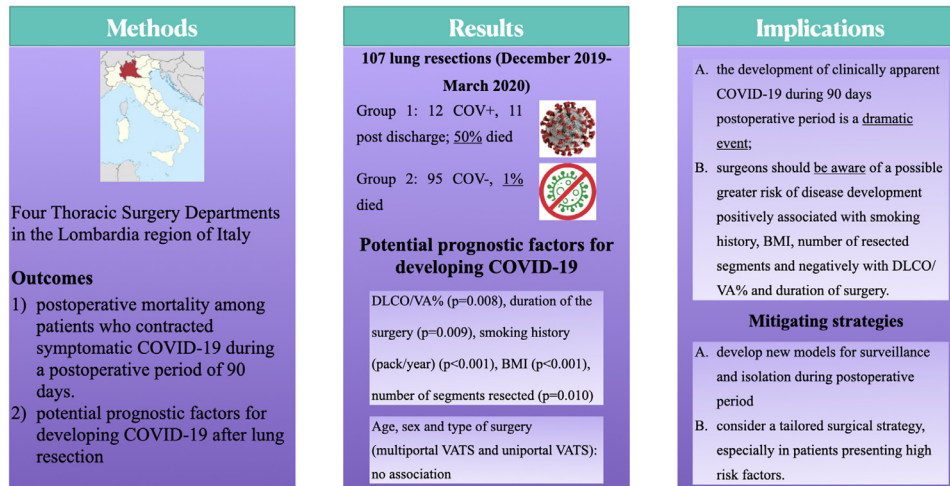 Methods
Four Thoracic Surgery Departments
in the Lombardia region of Italy
Outcomes
1) postoperative mortality among
patients who contracted
symptomatic COVID-19 during
a postoperative period of 90
days.
2) potential prognostic factors for
developing COVID-19 after lung
resection
Results
107 lung resections (December 2019-
March 2020)
Group 1: 12 COV+, 11
post discharge; 50% died
Group 2: 95 COV-, 1%
died
Potential prognostic factors for
developing COVID-19
DLCO/VA% (p=0.008), duration of the
surgery (p=0.009), smoking history
(pack/year) (p<0.001), BMI (p<0.001),
number of segments resected (p=0.010)
Age, sex and type of surgery
(multiportal VATS and uniportal VATS):
no association
Implications
A. the development of clinically apparent
COVID-19 during 90 days
postoperative period is a dramatic
event;
B. surgeons should be aware of a possible
greater risk of disease development
positively associated with smoking
history, BMI, number of resected
segments and negatively with DLCO/
VA% and duration of surgery.
Mitigating strategies
A. develop new models for surveillance
and isolation during postoperative
period
B. consider a tailored surgical strategy,
especially in patients presenting high
risk factors.